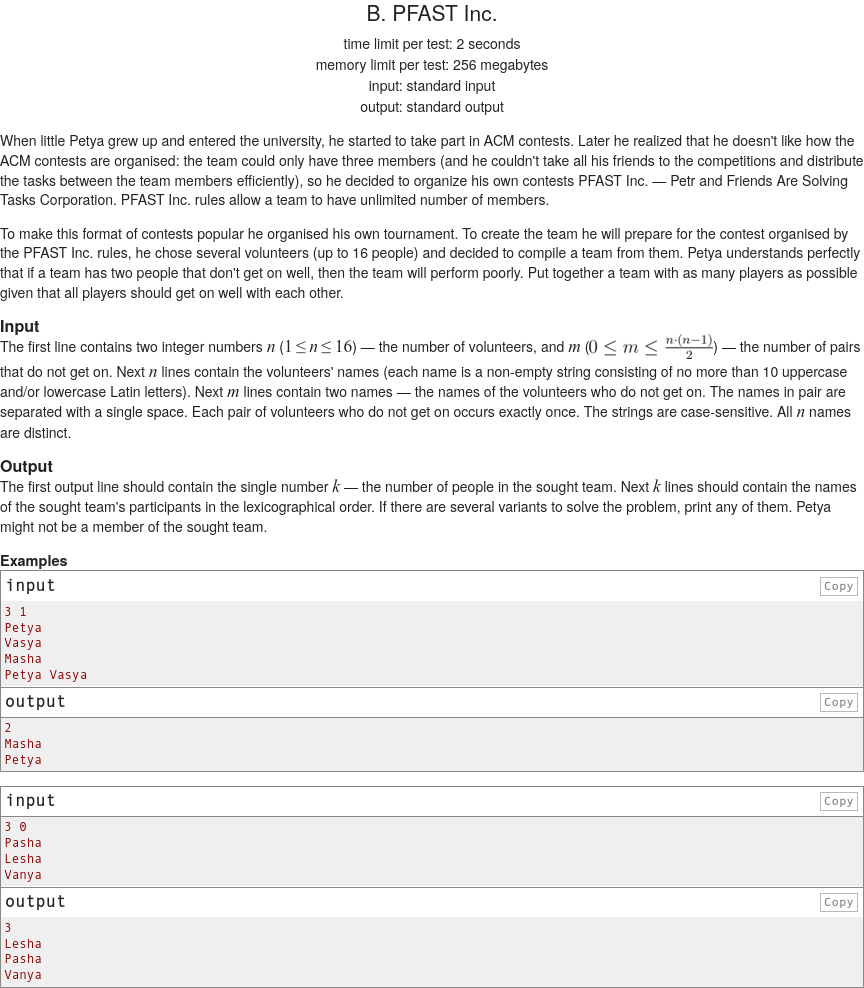 B. PFAST Inc.
time limit per test: 2 seconds
memory limit per test: 256 megabytes
input: standard input
output: standard output
When little Petya grew up and entered the university, he started to take part in ACM contests. Later he realized that he doesn't like how the
ACM contests are organised: the team could only have three members (and he couldn't take all his friends to the competitions and distribute
the tasks between the team members efficiently), so he decided to organize his own contests PFAST Inc. — Petr and Friends Are Solving
Tasks Corporation. PFAST Inc. rules allow a team to have unlimited number of members.
To make this format of contests popular he organised his own tournament. To create the team he will prepare for the contest organised by
the PFAST Inc. rules, he chose several volunteers (up to 16 people) and decided to compile a team from them. Petya understands perfectly
that if a team has two people that don't get on well, then the team will perform poorly. Put together a team with as many players as possible
given that all players should get on well with each other.
Input
The first line contains two integer numbers n (1 ≤ n ≤ 16) — the number of volunteers, and m (0 ≤ m ≤ n·(n−1)/2) — the number of pairs
that do not get on. Next n lines contain the volunteers' names (each name is a non-empty string consisting of no more than 10 uppercase
and/or lowercase Latin letters). Next m lines contain two names — the names of the volunteers who do not get on. The names in pair are
separated with a single space. Each pair of volunteers who do not get on occurs exactly once. The strings are case-sensitive. All n names
are distinct.
Output
The first output line should contain the single number k — the number of people in the sought team. Next k lines should contain the names
of the sought team's participants in the lexicographical order. If there are several variants to solve the problem, print any of them. Petya
might not be a member of the sought team.
Examples
input Copy
3 1
Petya
Vasya
Masha
Petya Vasya
output Copy
2
Masha
Petya
input Copy
3 0
Pasha
Lesha
Vanya
output Copy
3
Lesha
Pasha
Vanya